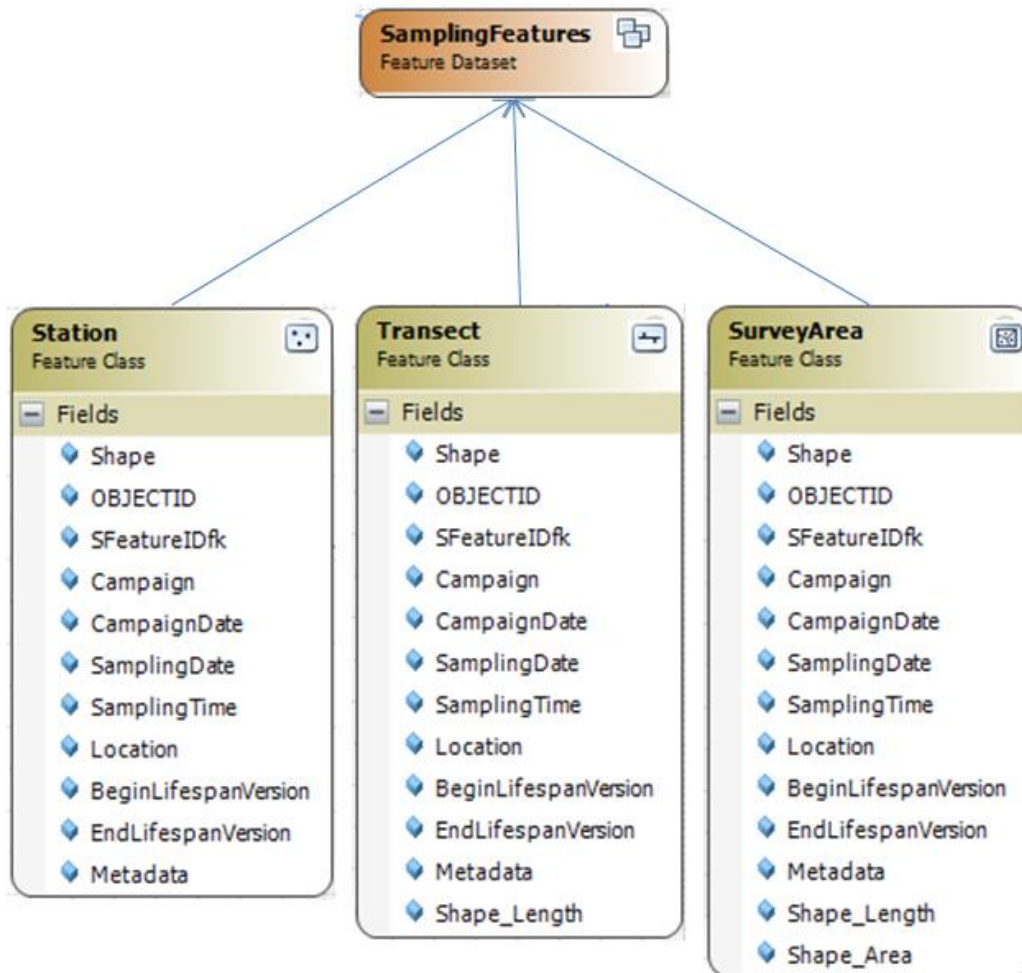 SamplingFeatures
Feature Dataset
Station
Feature Class
Fields
Shape
OBJECTID
SFeatureIDfk
Campaign
CampaignDate
SamplingDate
SamplingTime
Location
BeginLifespanVersion
EndLifespanVersion
Metadata
Transect
Feature Class
Fields
Shape
OBJECTID
SFeatureIDfk
Campaign
CampaignDate
SamplingDate
SamplingTime
Location
BeginLifespanVersion
EndLifespanVersion
Metadata
Shape_Length
SurveyArea
Feature Class
Fields
Shape
OBJECTID
SFeatureIDfk
Campaign
CampaignDate
SamplingDate
SamplingTime
Location
BeginLifespanVersion
EndLifespanVersion
Metadata
Shape_Length
Shape_Area